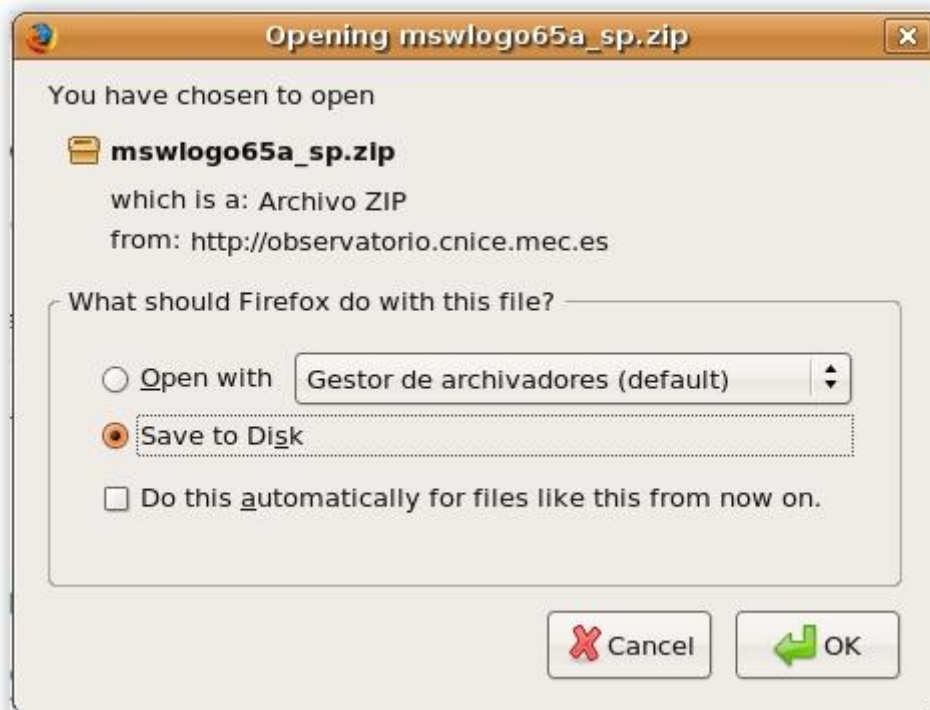 Opening mswlogo65a_sp.zip
You have chosen to open
mswlogo65a_sp.zip
which is a: Archivo ZIP
from: http://observatorio.cnice.mec.es
What should Firefox do with this file?
Open with Gestor de archivadores (default)
Save to Disk
Do this automatically for files like this from now on.
Cancel OK